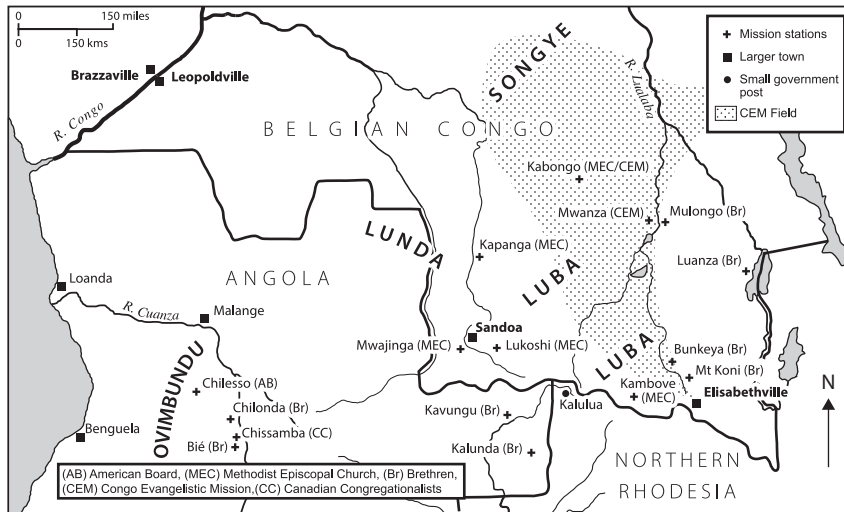 0 150 miles
0 150 kms
Mission stations
Larger town
Small government
post
CEM Field
SONGYE
R. Lualaba
Brazzaville
Leopoldville
R. Congo
BELGIAN CONGO
Kabongo (MEC/CEM)
Mwanza (CEM)
Mulongo (Br)
LUNDA
Kapanga (MEC)
Luanza (Br)
ANGOLA
LUBA
Loanda
R. Cuanza
Malange
Sandoa
Mwajinga (MEC)
Lukoshi (MEC)
LUBA
Bunkeya (Br)
Mt Koni (Br)
OVIMBUNDU
Chilesso (AB)
Kambove
(MEC)
Elisabethville
N
Kalulua
Chilonda (Br)
Kavungu (Br)
Benguela
Chissamba (CC)
Bié (Br)
Kalunda (Br)
NORTHERN
RHODESIA
(AB) American Board, (MEC) Methodist Episcopal Church, (Br) Brethren,
(CEM) Congo Evangelistic Mission,(CC) Canadian Congregationalists